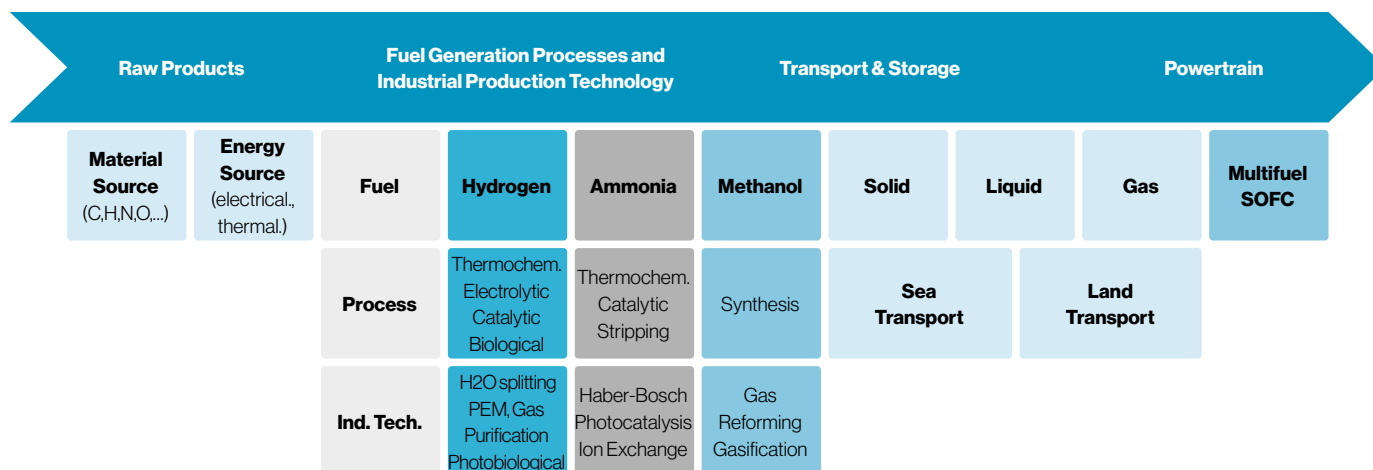 Raw Products
Fuel Generation Processes and
Industrial Production Technology
Transport & Storage
Powertrain
Material
Source
(C,H,N,O,...)
Energy
Source
(electrical.,
thermal.)
Fuel
Hydrogen
Ammonia
Methanol
Solid
Liquid
Gas
Multifuel
SOFC
Process
Thermochem.
Electrolytic
Catalytic
Biological
Thermochem.
Catalytic
Stripping
Synthesis
Sea
Transport
Land
Transport
Ind. Tech.
H2O splitting
PEM, Gas
Purification
Photobiological
Haber-Bosch
Photocatalysis
Ion Exchange
Gas
Reforming
Gasification